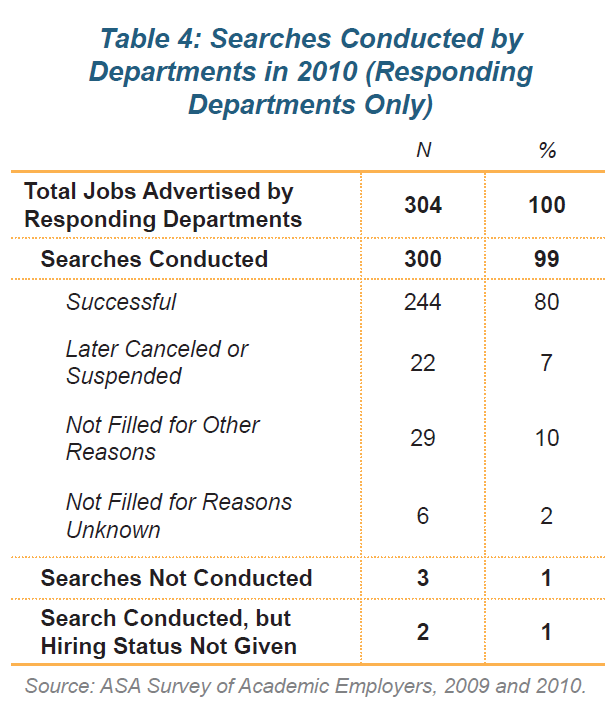 Table 4: Searches Conducted by
Departments in 2010 (Responding
Departments Only)
N %
Total Jobs Advertised by
Responding Departments 304 100
Searches Conducted 300 99
Successful 244 80
Later Canceled or
Suspended 22 7
Not Filled for Other
Reasons 29 10
Not Filled for Reasons
Unknown 6 2
Searches Not Conducted 3 1
Search Conducted, but
Hiring Status Not Given 2 1
Source: ASA Survey of Academic Employers, 2009 and 2010.